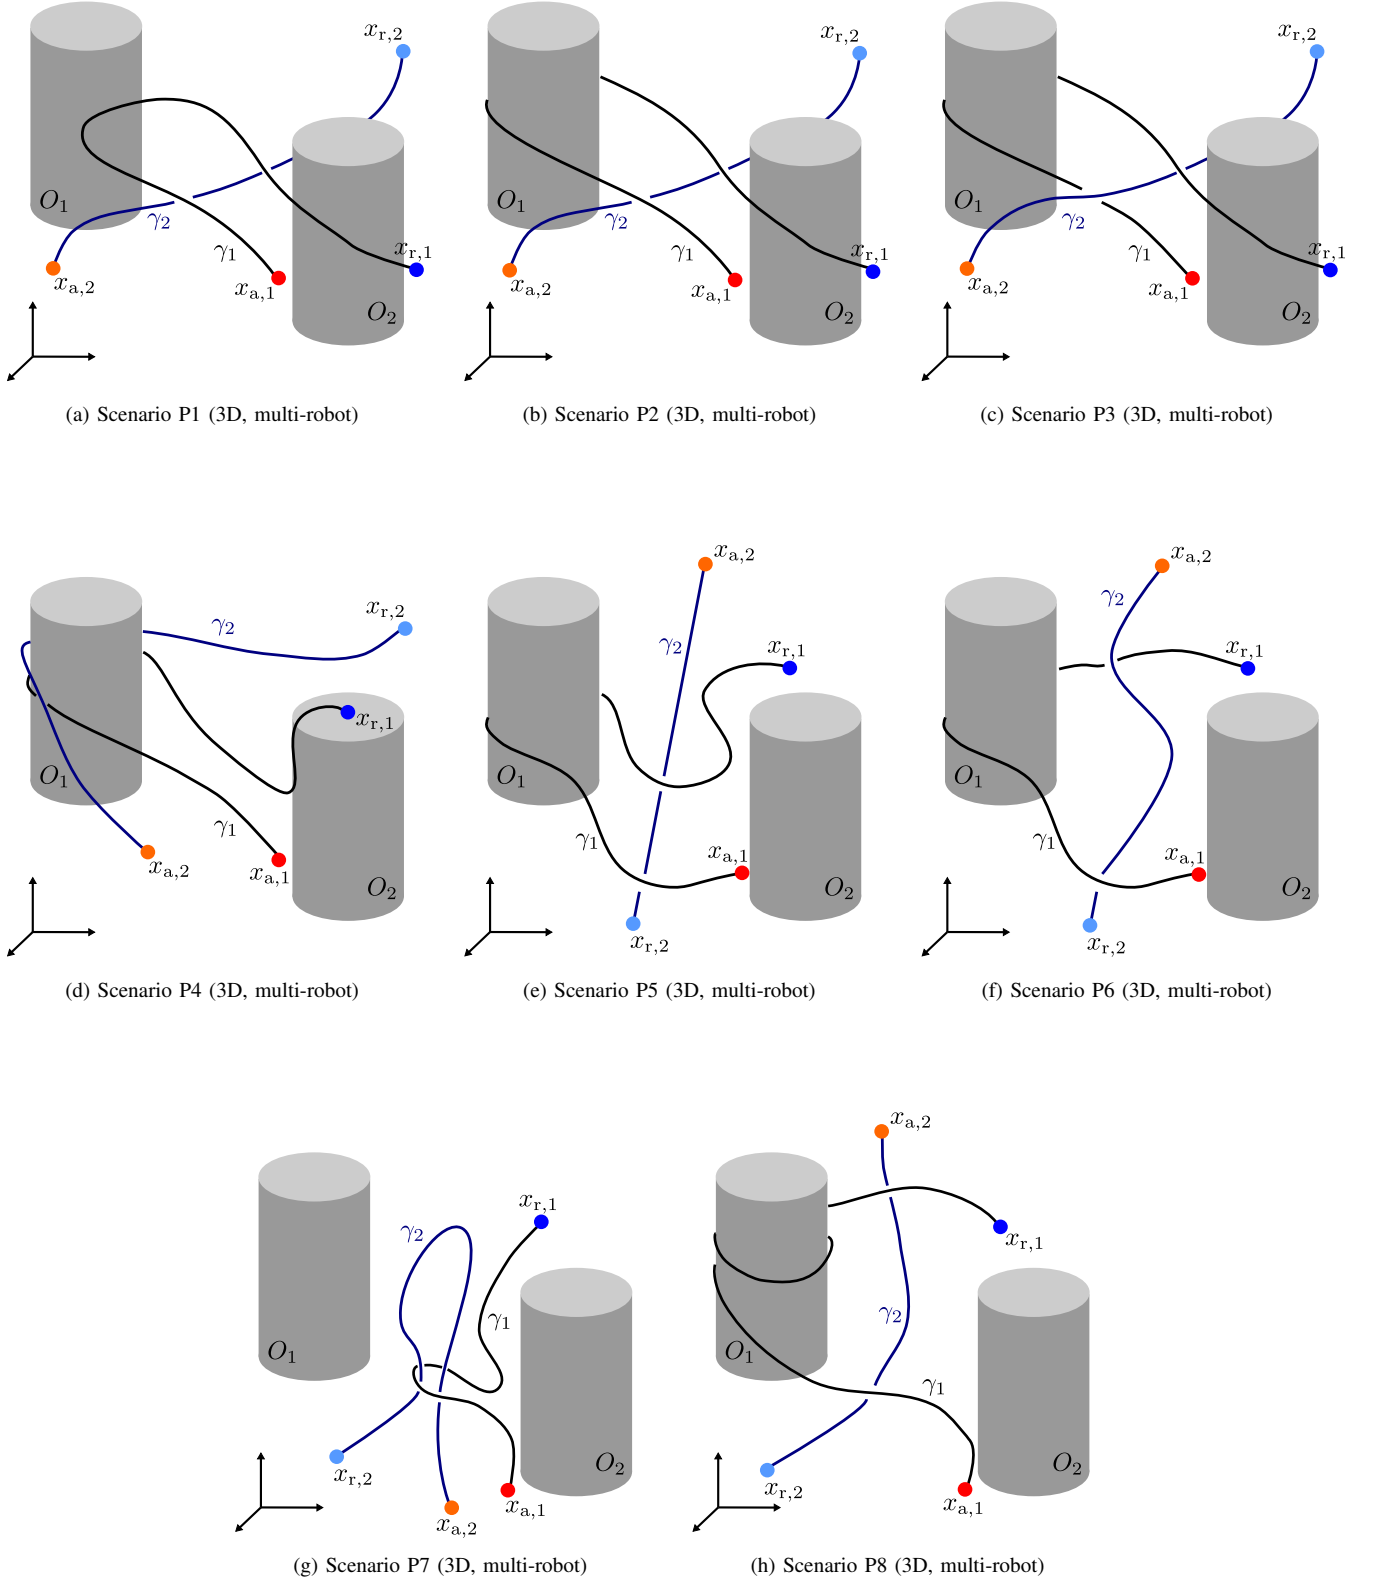 x_{r,2} x_{r,2} x_{r,2}
O_1 γ_2 γ_1 x_{r,1} O_1 γ_2 γ_1 x_{r,1} O_1 γ_2 γ_1 x_{r,1}
x_{a,2} x_{a,1} O_2 x_{a,2} x_{a,1} O_2 x_{a,2} x_{a,1} O_2
(a) Scenario P1 (3D, multi-robot) (b) Scenario P2 (3D, multi-robot) (c) Scenario P3 (3D, multi-robot)
x_{r,2} γ_2 x_{r,1} O_1 γ_1 x_{a,2} x_{a,1} O_2
x_{a,2} γ_2 x_{r,1} O_1 γ_1 x_{a,1} O_2 x_{r,2}
x_{a,2} γ_2 x_{r,1} O_1 γ_1 x_{a,1} O_2 x_{r,2}
(d) Scenario P4 (3D, multi-robot) (e) Scenario P5 (3D, multi-robot) (f) Scenario P6 (3D, multi-robot)
x_{r,1} γ_2 γ_1 O_1 O_2 x_{r,2} x_{a,1} x_{a,2}
x_{a,2} x_{r,1} γ_2 O_1 γ_1 O_2 x_{r,2} x_{a,1}
(g) Scenario P7 (3D, multi-robot) (h) Scenario P8 (3D, multi-robot)